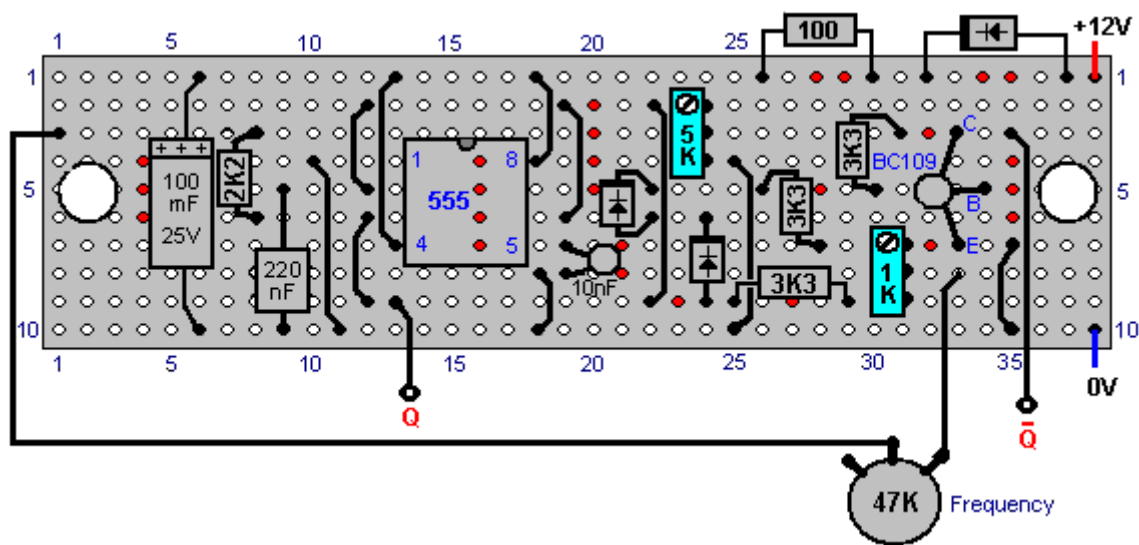 1 5 10 15 20 25 100 +12V
1 1
5K
C
+ + + 1 8 3K3 BC109
2K2
5 100 555 5
mF 3K3 B
25V 4 5
E
220 1K
nF 10nF 3K3
10 10
1 5 10 15 20 25 30 35
0V
Q Q̄
47K Frequency